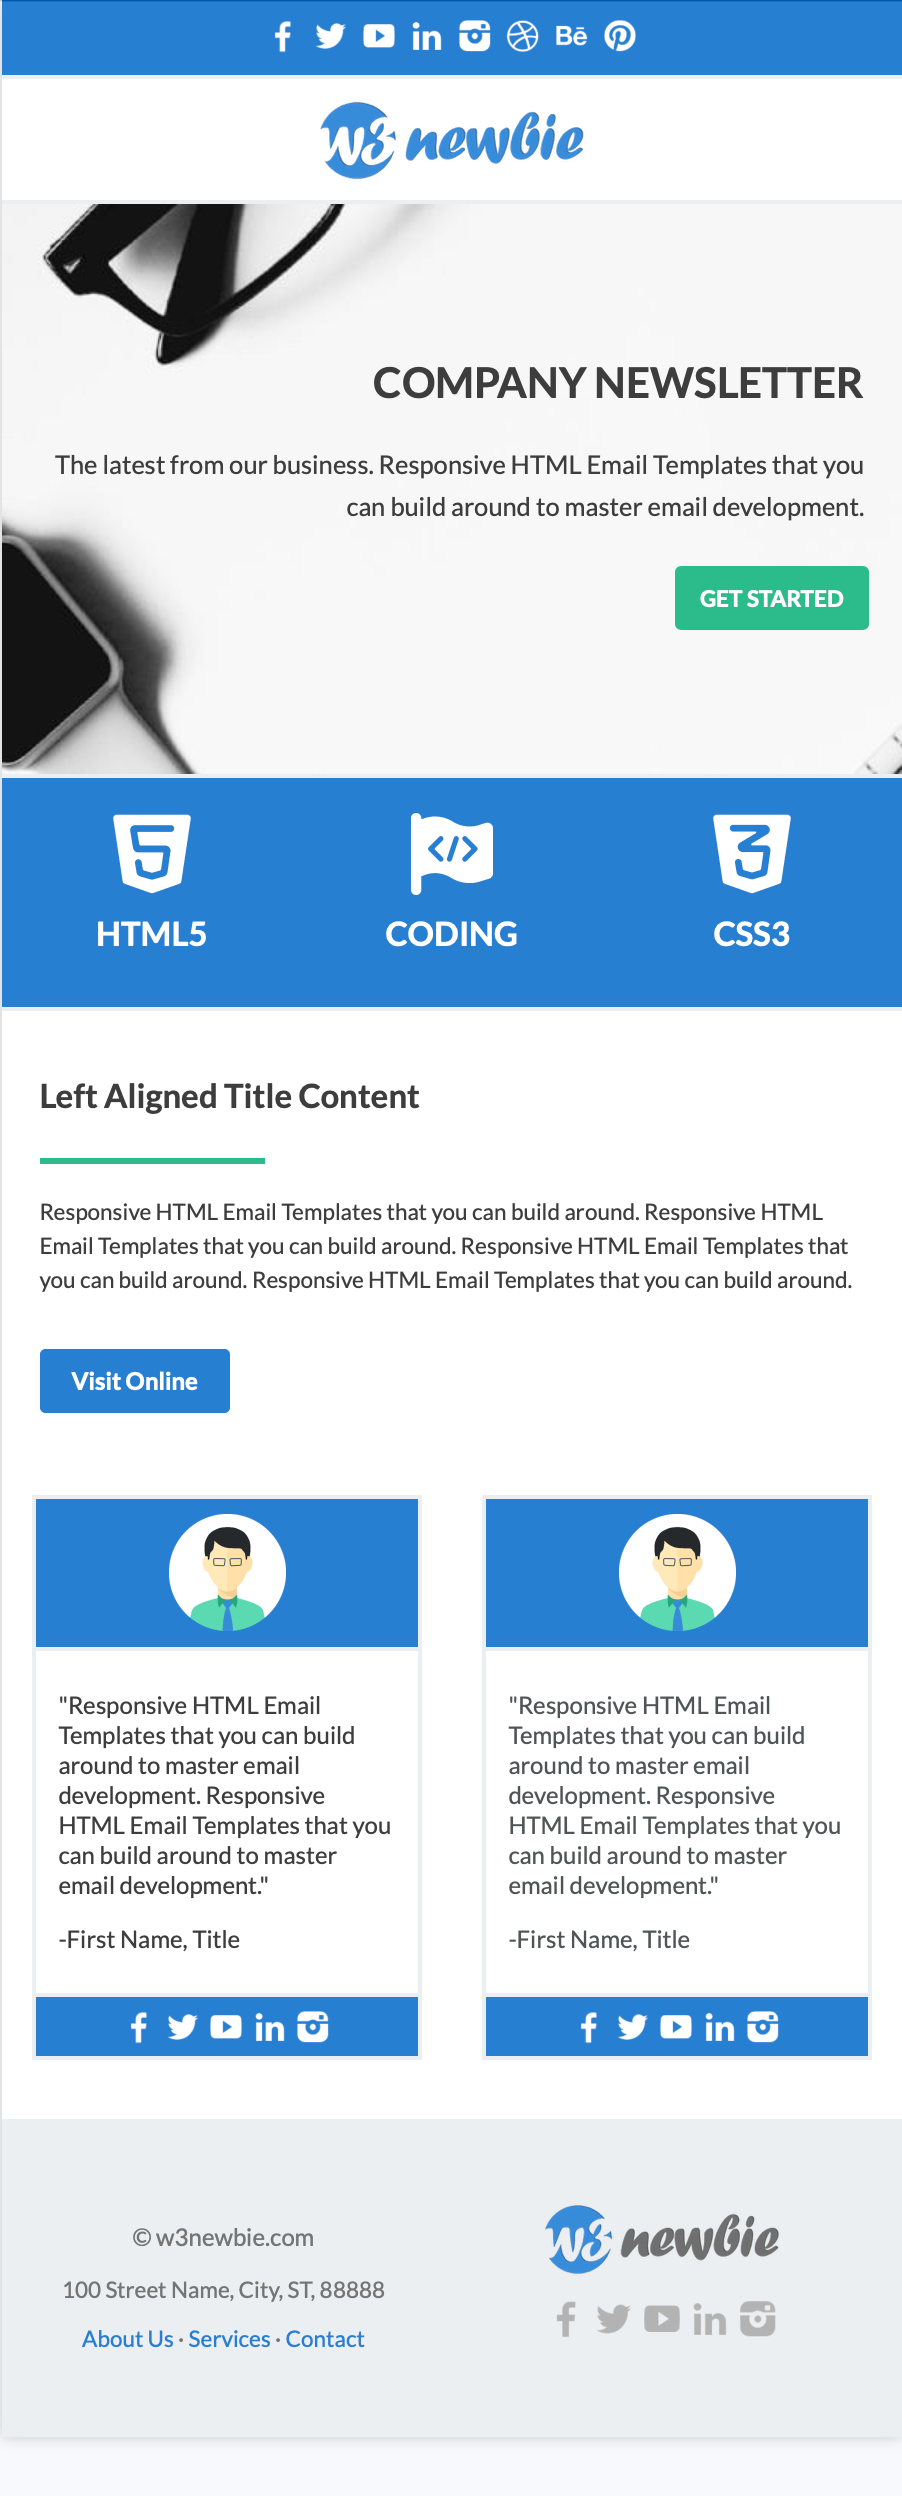 Bē
w3 newbie
COMPANY NEWSLETTER
The latest from our business. Responsive HTML Email Templates that you
can build around to master email development.
GET STARTED
HTML5
CODING
CSS3
Left Aligned Title Content
Responsive HTML Email Templates that you can build around. Responsive HTML
Email Templates that you can build around. Responsive HTML Email Templates that
you can build around. Responsive HTML Email Templates that you can build around.
Visit Online
"Responsive HTML Email
Templates that you can build
around to master email
development. Responsive
HTML Email Templates that you
can build around to master
email development."
-First Name, Title
"Responsive HTML Email
Templates that you can build
around to master email
development. Responsive
HTML Email Templates that you
can build around to master
email development."
-First Name, Title
© w3newbie.com
100 Street Name, City, ST, 88888
About Us · Services · Contact
w3 newbie